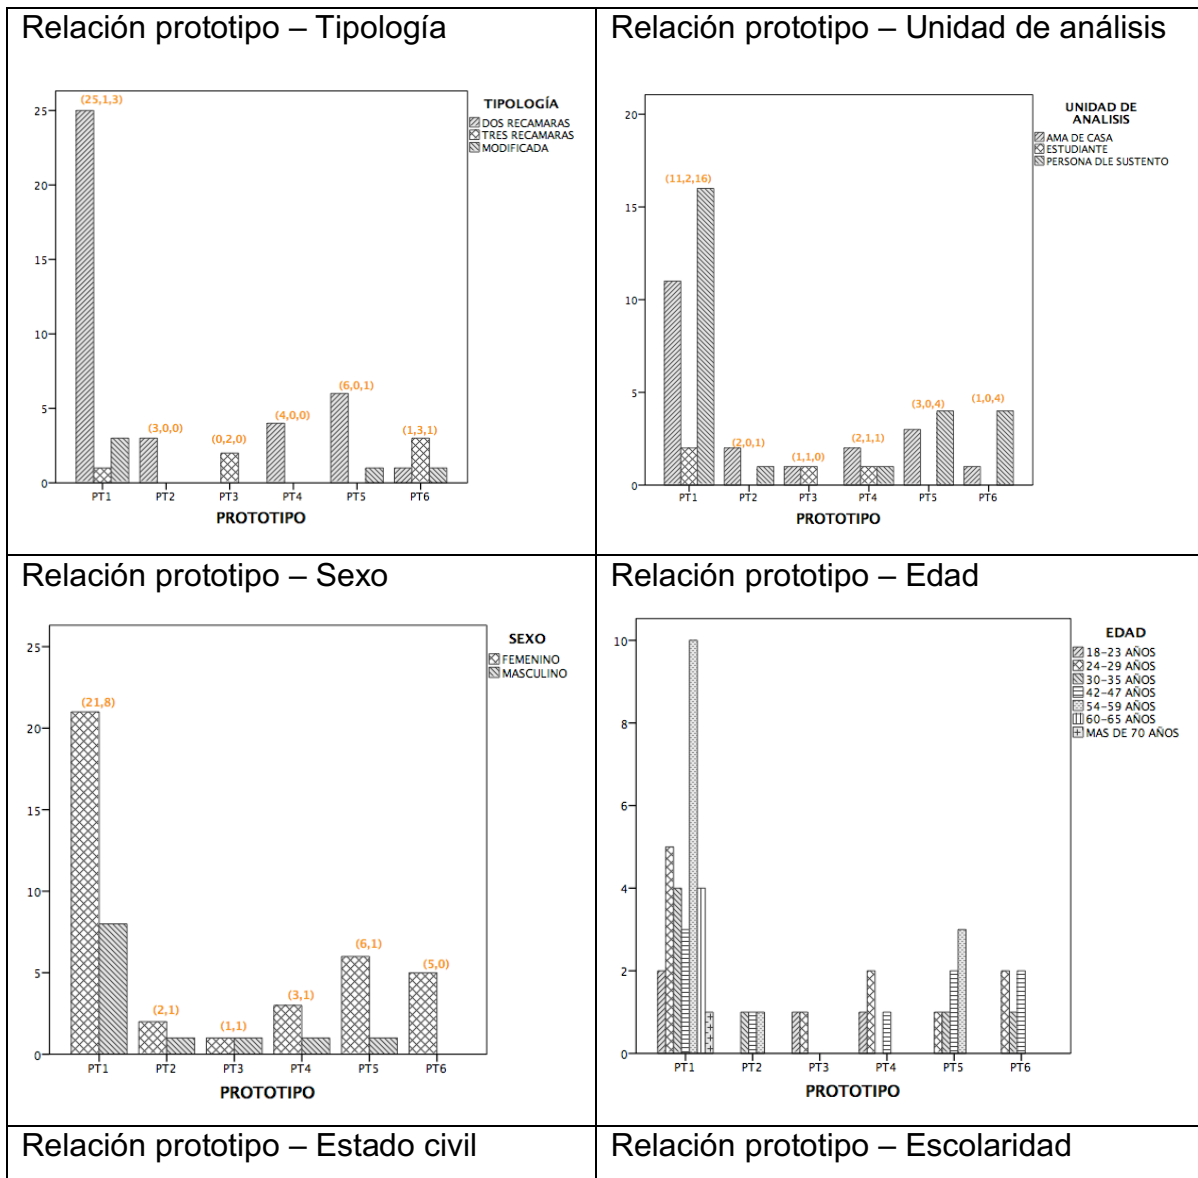 Relación prototipo – Tipología
(25,1,3)
TIPOLOGÍA
DOS RECAMARAS
TRES RECAMARAS
MODIFICADA
25
20
15
10
5
0
(3,0,0)
(0,2,0)
(4,0,0)
(6,0,1)
(1,3,1)
PT1 PT2 PT3 PT4 PT5 PT6
PROTOTIPO
Relación prototipo – Unidad de análisis
UNIDAD DE
ANALISIS
AMA DE CASA
ESTUDIANTE
PERSONA DLE SUSTENTO
20
15
10
5
0
(11,2,16)
(2,0,1)
(1,1,0)
(2,1,1)
(3,0,4)
(1,0,4)
PT1 PT2 PT3 PT4 PT5 PT6
PROTOTIPO
Relación prototipo – Sexo
SEXO
FEMENINO
MASCULINO
25
20
15
10
5
0
(21,8)
(2,1)
(1,1)
(3,1)
(6,1)
(5,0)
PT1 PT2 PT3 PT4 PT5 PT6
PROTOTIPO
Relación prototipo – Edad
EDAD
18–23 AÑOS
24–29 AÑOS
30–35 AÑOS
42–47 AÑOS
54–59 AÑOS
60–65 AÑOS
MAS DE 70 AÑOS
10
8
6
4
2
0
PT1 PT2 PT3 PT4 PT5 PT6
PROTOTIPO
Relación prototipo – Estado civil
Relación prototipo – Escolaridad